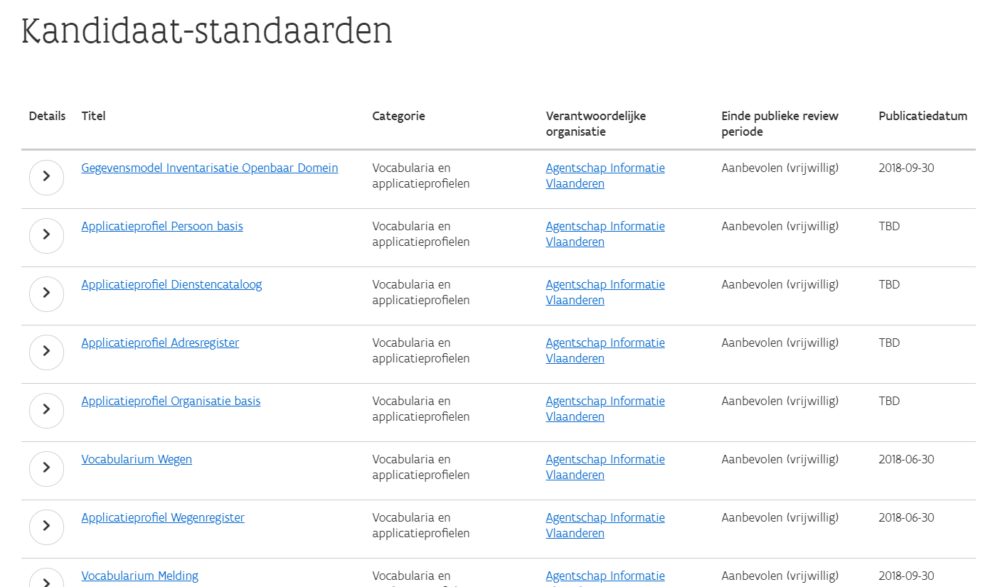 Kandidaat-standaarden
Details Titel Categorie Verantwoordelijke organisatie Einde publieke review periode Publicatiedatum
Gegevensmodel Inventarisatie Openbaar Domein Vocabularia en applicatieprofielen Agentschap Informatie Vlaanderen Aanbevolen (vrijwillig) 2018-09-30
Applicatieprofiel Persoon basis Vocabularia en applicatieprofielen Agentschap Informatie Vlaanderen Aanbevolen (vrijwillig) TBD
Applicatieprofiel Dienstencataloog Vocabularia en applicatieprofielen Agentschap Informatie Vlaanderen Aanbevolen (vrijwillig) TBD
Applicatieprofiel Adresregister Vocabularia en applicatieprofielen Agentschap Informatie Vlaanderen Aanbevolen (vrijwillig) TBD
Applicatieprofiel Organisatie basis Vocabularia en applicatieprofielen Agentschap Informatie Vlaanderen Aanbevolen (vrijwillig) TBD
Vocabularium Wegen Vocabularia en applicatieprofielen Agentschap Informatie Vlaanderen Aanbevolen (vrijwillig) 2018-06-30
Applicatieprofiel Wegenregister Vocabularia en applicatieprofielen Agentschap Informatie Vlaanderen Aanbevolen (vrijwillig) 2018-06-30
Vocabularium Melding Vocabularia en Agentschap Informatie Aanbevolen (vrijwillig) 2018-09-30